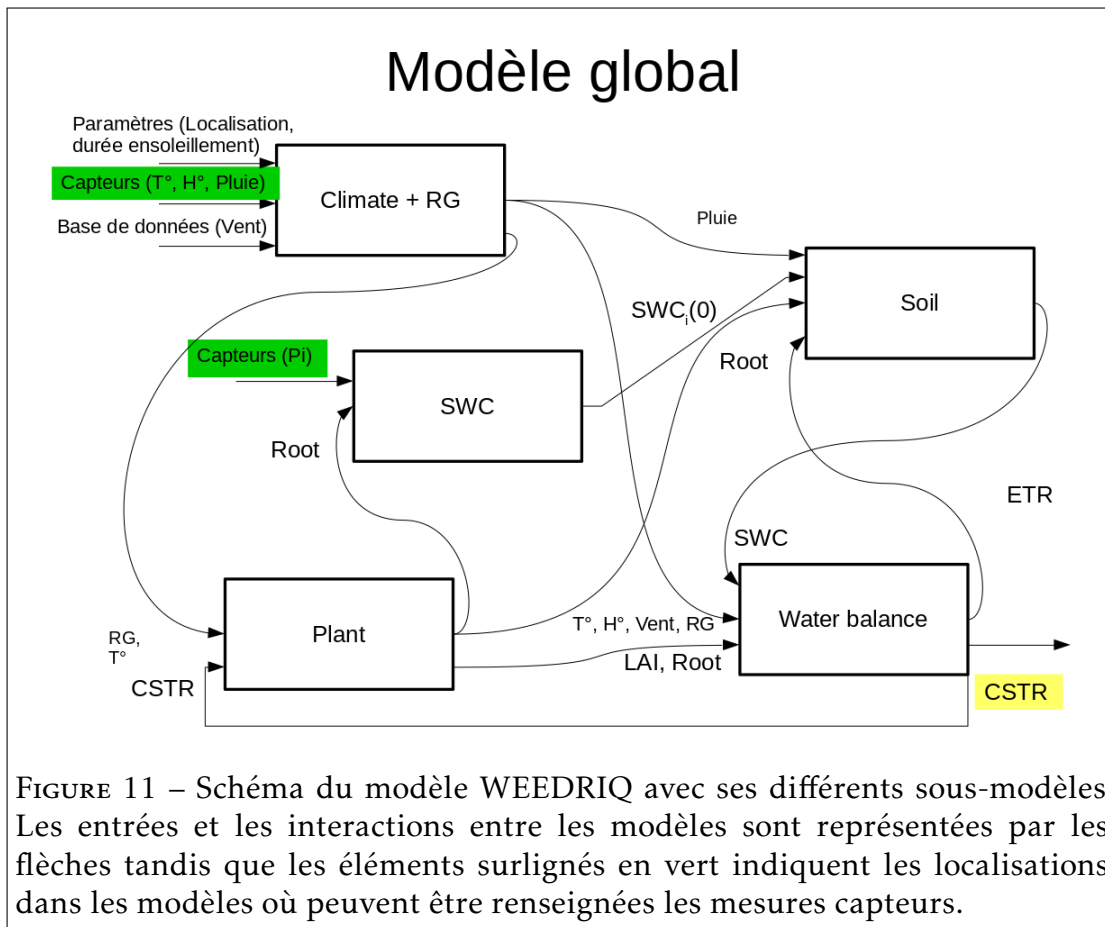 Modèle global
Paramètres (Localisation,
durée ensoleillement)
Capteurs (T°, H°, Pluie)
Base de données (Vent)
Climate + RG
Pluie
Soil
SWCi(0)
Root
Capteurs (Pi)
SWC
Root
ETR
SWC
Plant
Water balance
T°, H°, Vent, RG
LAI, Root
RG,
T°
CSTR
CSTR
FIGURE 11 – Schéma du modèle WEEDRIQ avec ses différents sous-modèles
Les entrées et les interactions entre les modèles sont représentées par les
flèches tandis que les éléments surlignés en vert indiquent les localisations
dans les modèles où peuvent être renseignées les mesures capteurs.